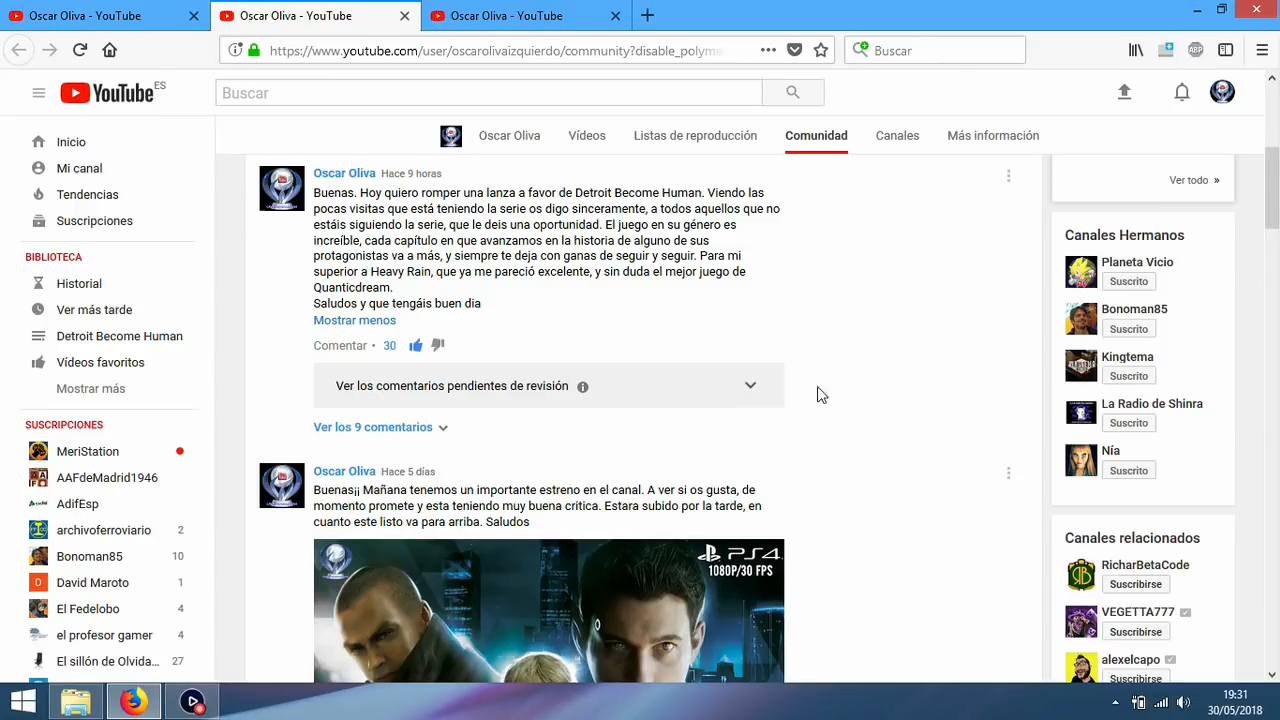 Oscar Oliva - YouTube
Oscar Oliva - YouTube
Oscar Oliva - YouTube
https://www.youtube.com/user/oscarolivaizquierdo/community?disable_polyme
Buscar
ABP
YouTube ES
Buscar
Oscar Oliva
Vídeos
Listas de reproducción
Comunidad
Canales
Más información
Inicio
Mi canal
Tendencias
Suscripciones
BIBLIOTECA
Historial
Ver más tarde
Detroit Become Human
Vídeos favoritos
Mostrar más
SUSCRIPCIONES
MeriStation
AAFdeMadrid1946
AdifEsp
archivoferroviario 2
Bonoman85 10
D David Maroto 1
El Fedelobo 4
el profesor gamer 4
El sillón de Olvida... 27
Oscar Oliva Hace 9 horas
Buenas. Hoy quiero romper una lanza a favor de Detroit Become Human. Viendo las
pocas visitas que está teniendo la serie os digo sinceramente, a todos aquellos que no
estáis siguiendo la serie, que le deis una oportunidad. El juego en su género es
increíble, cada capítulo en que avanzamos en la historia de alguno de sus
protagonistas va a más, y siempre te deja con ganas de seguir y seguir. Para mi
superior a Heavy Rain, que ya me pareció excelente, y sin duda el mejor juego de
Quanticdream.
Saludos y que tengáis buen dia
Mostrar menos
Comentar • 30
Ver los comentarios pendientes de revisión
Ver los 9 comentarios
Oscar Oliva Hace 5 días
Buenas¡¡ Mañana tenemos un importante estreno en el canal. A ver si os gusta, de
momento promete y esta teniendo muy buena critica. Estara subido por la tarde, en
cuanto este listo va para arriba. Saludos
PS4
1080P/30 FPS
Ver todo »
Canales Hermanos
Planeta Vicio
Suscrito
Bonoman85
Suscrito
Kingtema
Suscrito
La Radio de Shinra
Suscrito
Nía
Suscrito
Canales relacionados
RicharBetaCode
Suscribirse
VEGETTA777
Suscribirse
alexelcapo
Suscribirse
19:31
30/05/2018